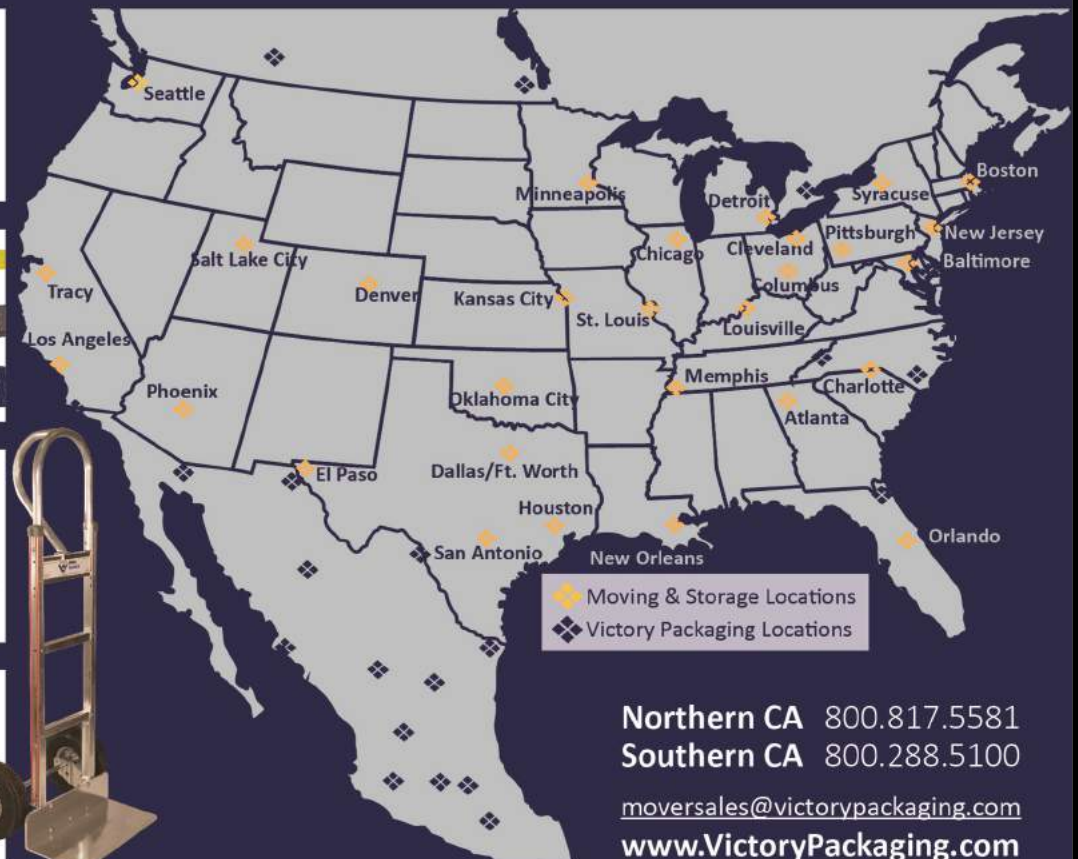 Seattle
Minneapolis
Detroit
Syracuse
Boston
Salt Lake City
Chicago
Cleveland
Pittsburgh
New Jersey
Baltimore
Tracy
Denver
Kansas City
St. Louis
Columbus
Louisville
Los Angeles
Phoenix
Oklahoma City
Memphis
Charlotte
Atlanta
El Paso
Dallas/Ft. Worth
Houston
San Antonio
New Orleans
Orlando
Moving & Storage Locations
Victory Packaging Locations
Northern CA 800.817.5581
Southern CA 800.288.5100
moversales@victorypackaging.com
www.VictoryPackaging.com